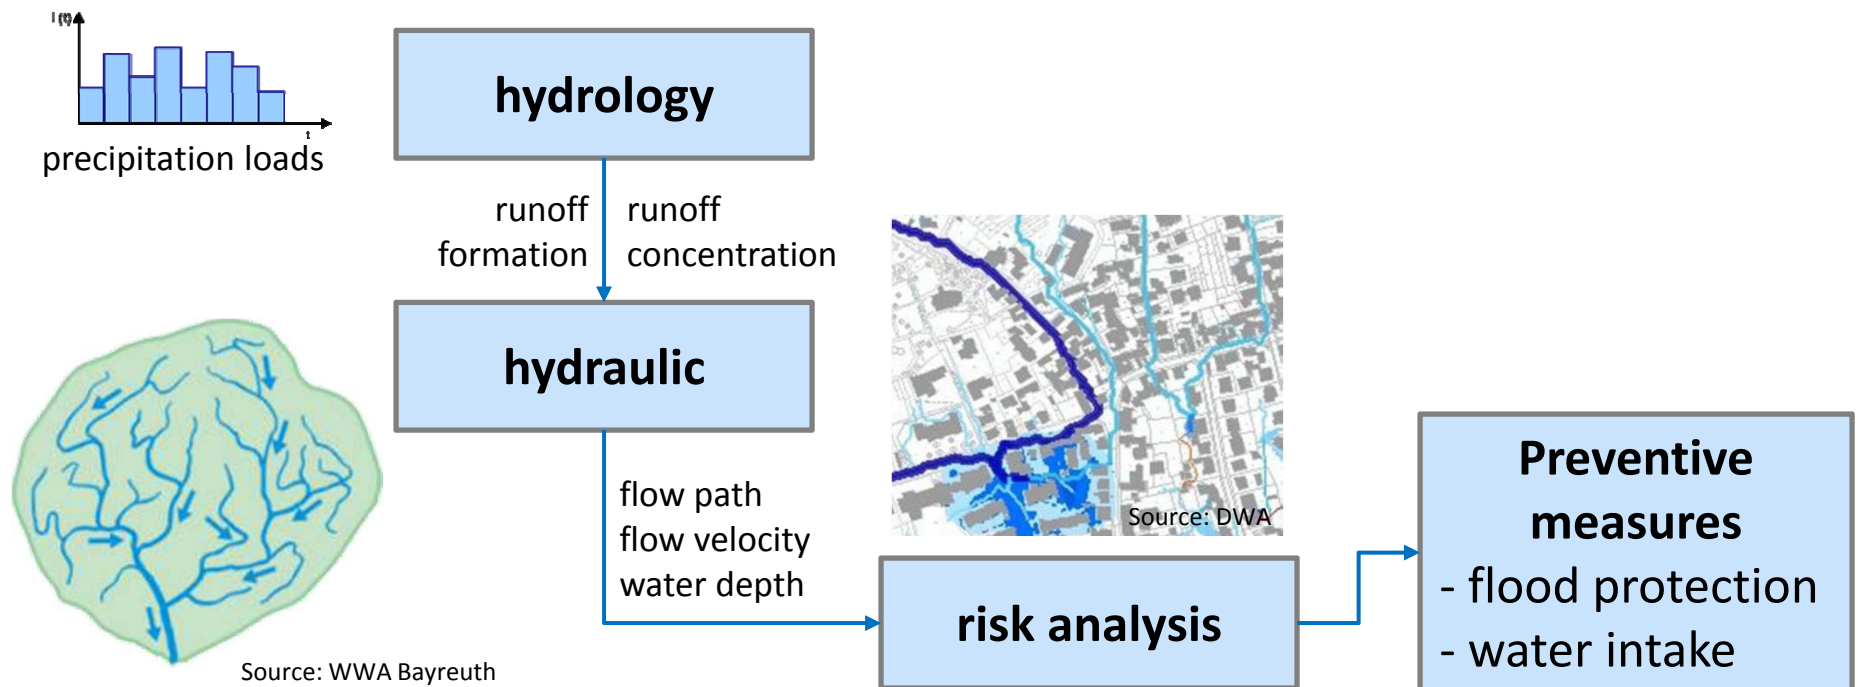 precipitation loads
t
hydrology
runoff
formation
runoff
concentration
hydraulic
flow path
flow velocity
water depth
Source: WWA Bayreuth
Source: DWA
risk analysis
Preventive
measures
- flood protection
- water intake